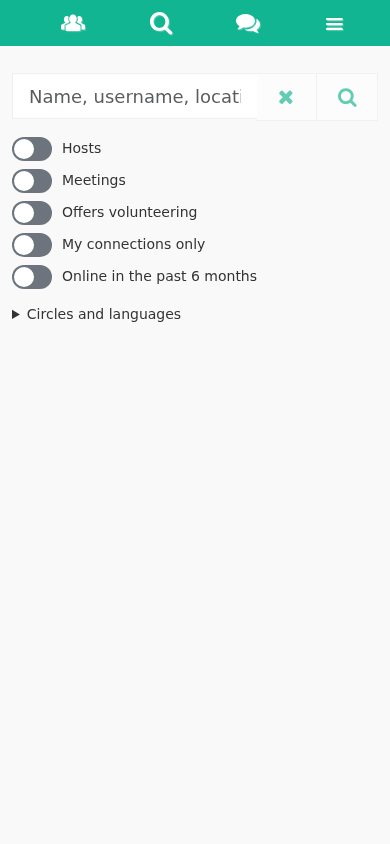 Name, username, locati
Hosts
Meetings
Offers volunteering
My connections only
Online in the past 6 months
Circles and languages